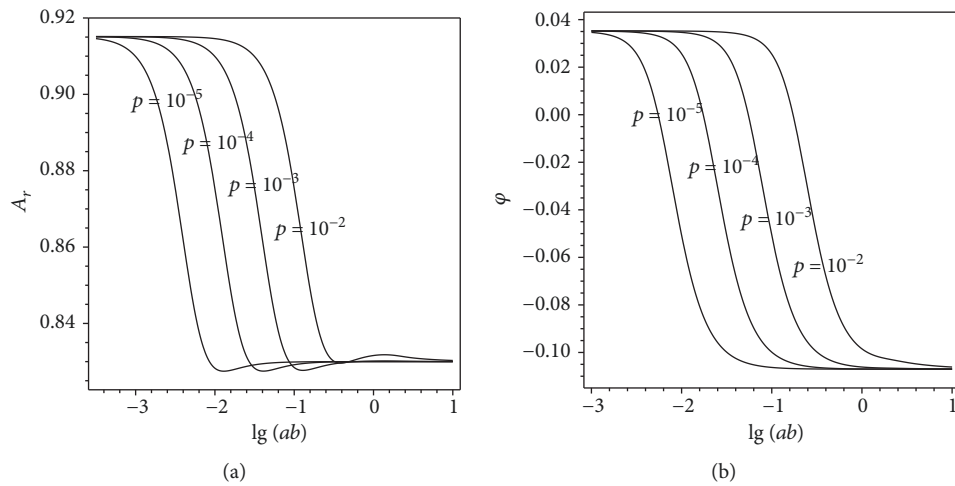 0.92
0.90
0.88
0.86
0.84
A_r
p = 10⁻⁵
p = 10⁻⁴
p = 10⁻³
p = 10⁻²
−3 −2 −1 0 1
lg (ab)
(a)
0.04
0.02
0.00
−0.02
−0.04
−0.06
−0.08
−0.10
φ
p = 10⁻⁵
p = 10⁻⁴
p = 10⁻³
p = 10⁻²
−3 −2 −1 0 1
lg (ab)
(b)